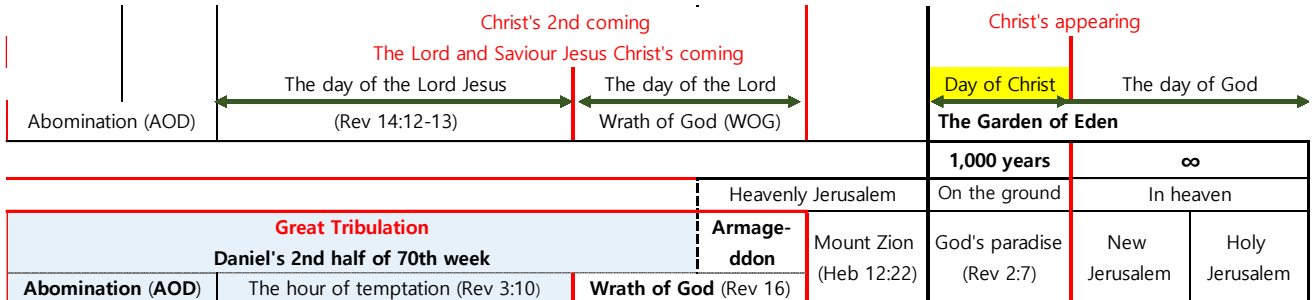 Christ's 2nd coming
Christ's appearing
The Lord and Saviour Jesus Christ's coming
The day of the Lord Jesus
The day of the Lord
Day of Christ
The day of God
Abomination (AOD)
(Rev 14:12-13)
Wrath of God (WOG)
The Garden of Eden
1,000 years
∞
Heavenly Jerusalem
On the ground
In heaven
Great Tribulation
Daniel's 2nd half of 70th week
Armage-
ddon
Mount Zion
(Heb 12:22)
God's paradise
(Rev 2:7)
New
Jerusalem
Holy
Jerusalem
Abomination (AOD)
The hour of temptation (Rev 3:10)
Wrath of God (Rev 16)